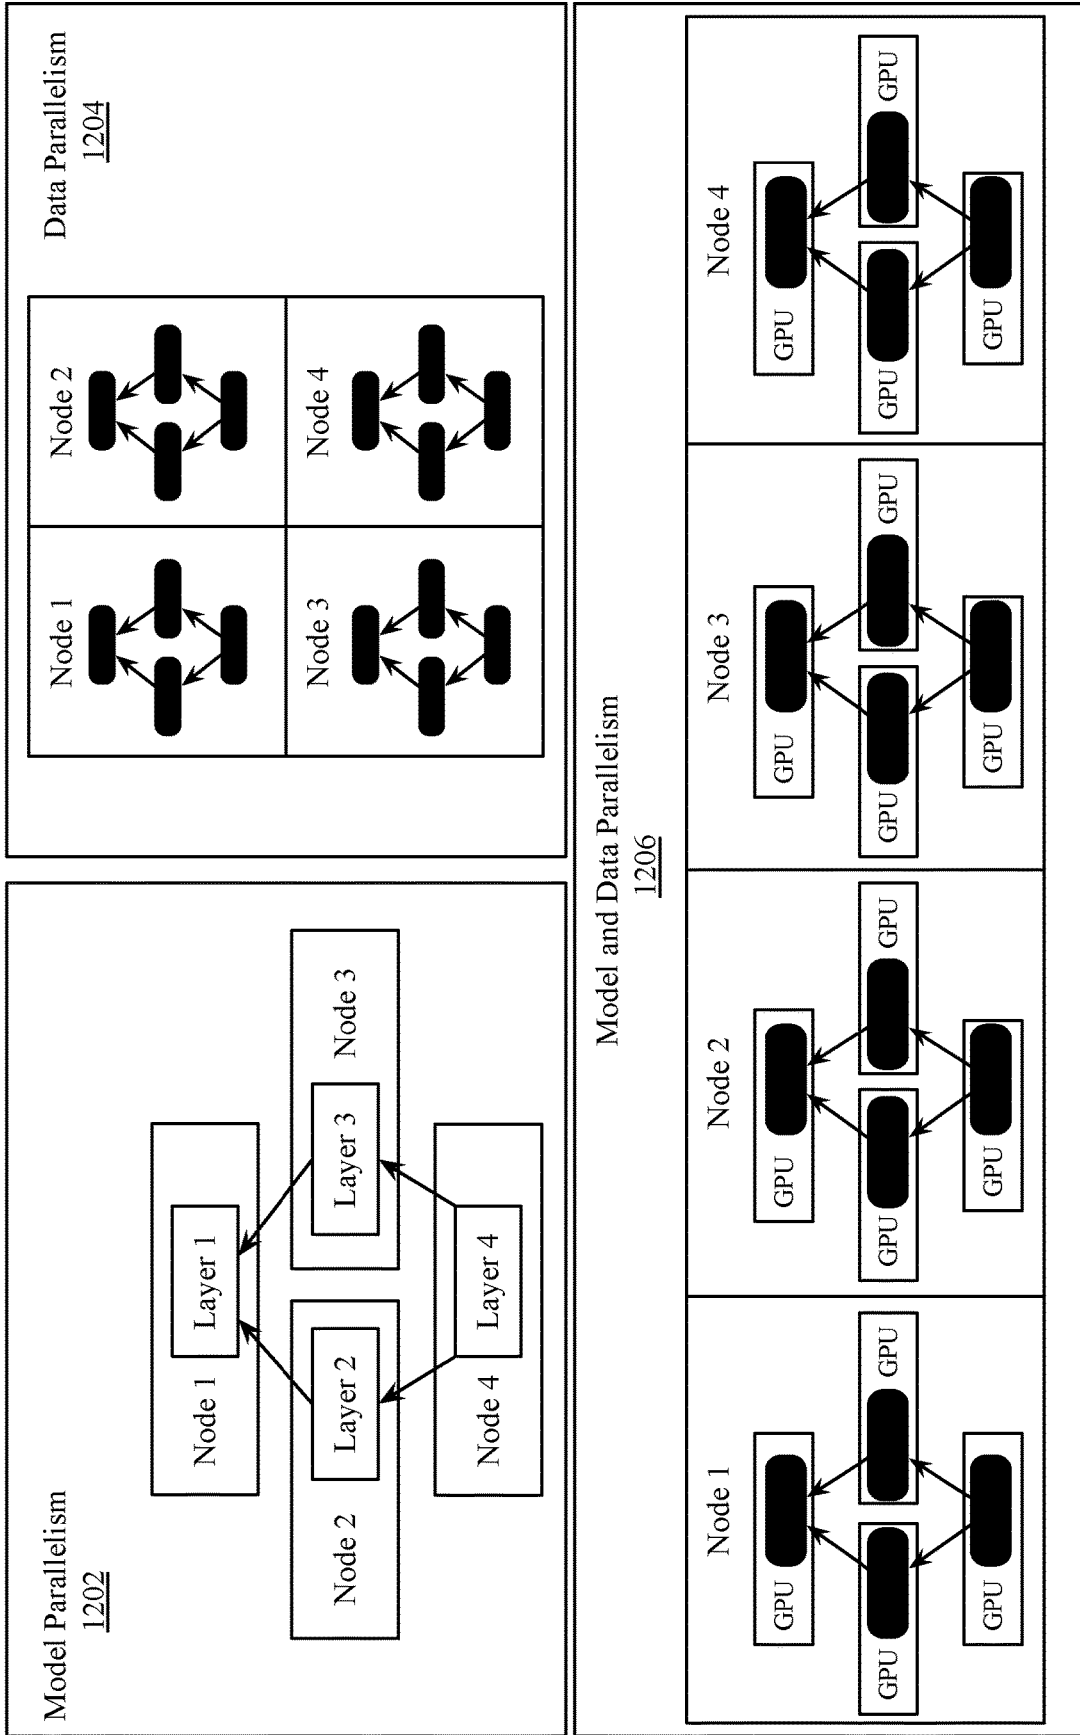 Model Parallelism
1202
Node 1
Layer 1
Node 2
Layer 2
Layer 3
Node 3
Node 4
Layer 4
Data Parallelism
1204
Node 1
Node 2
Node 3
Node 4
Model and Data Parallelism
1206
Node 1
GPU
GPU
GPU
GPU
Node 2
GPU
GPU
GPU
GPU
Node 3
GPU
GPU
GPU
GPU
Node 4
GPU
GPU
GPU
GPU